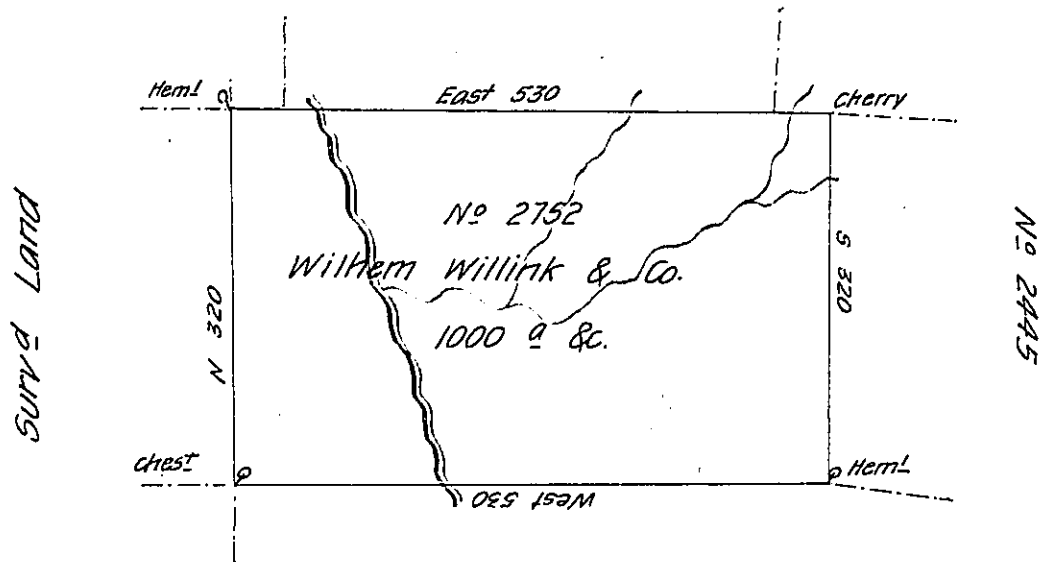 Hem!
East 530
Cherry
Nº 2752
Wilhem Willink & Co.
1000 a &c.
N 320
S 320
Survd Land
Nº 2445
Chest
Hem!
West 530